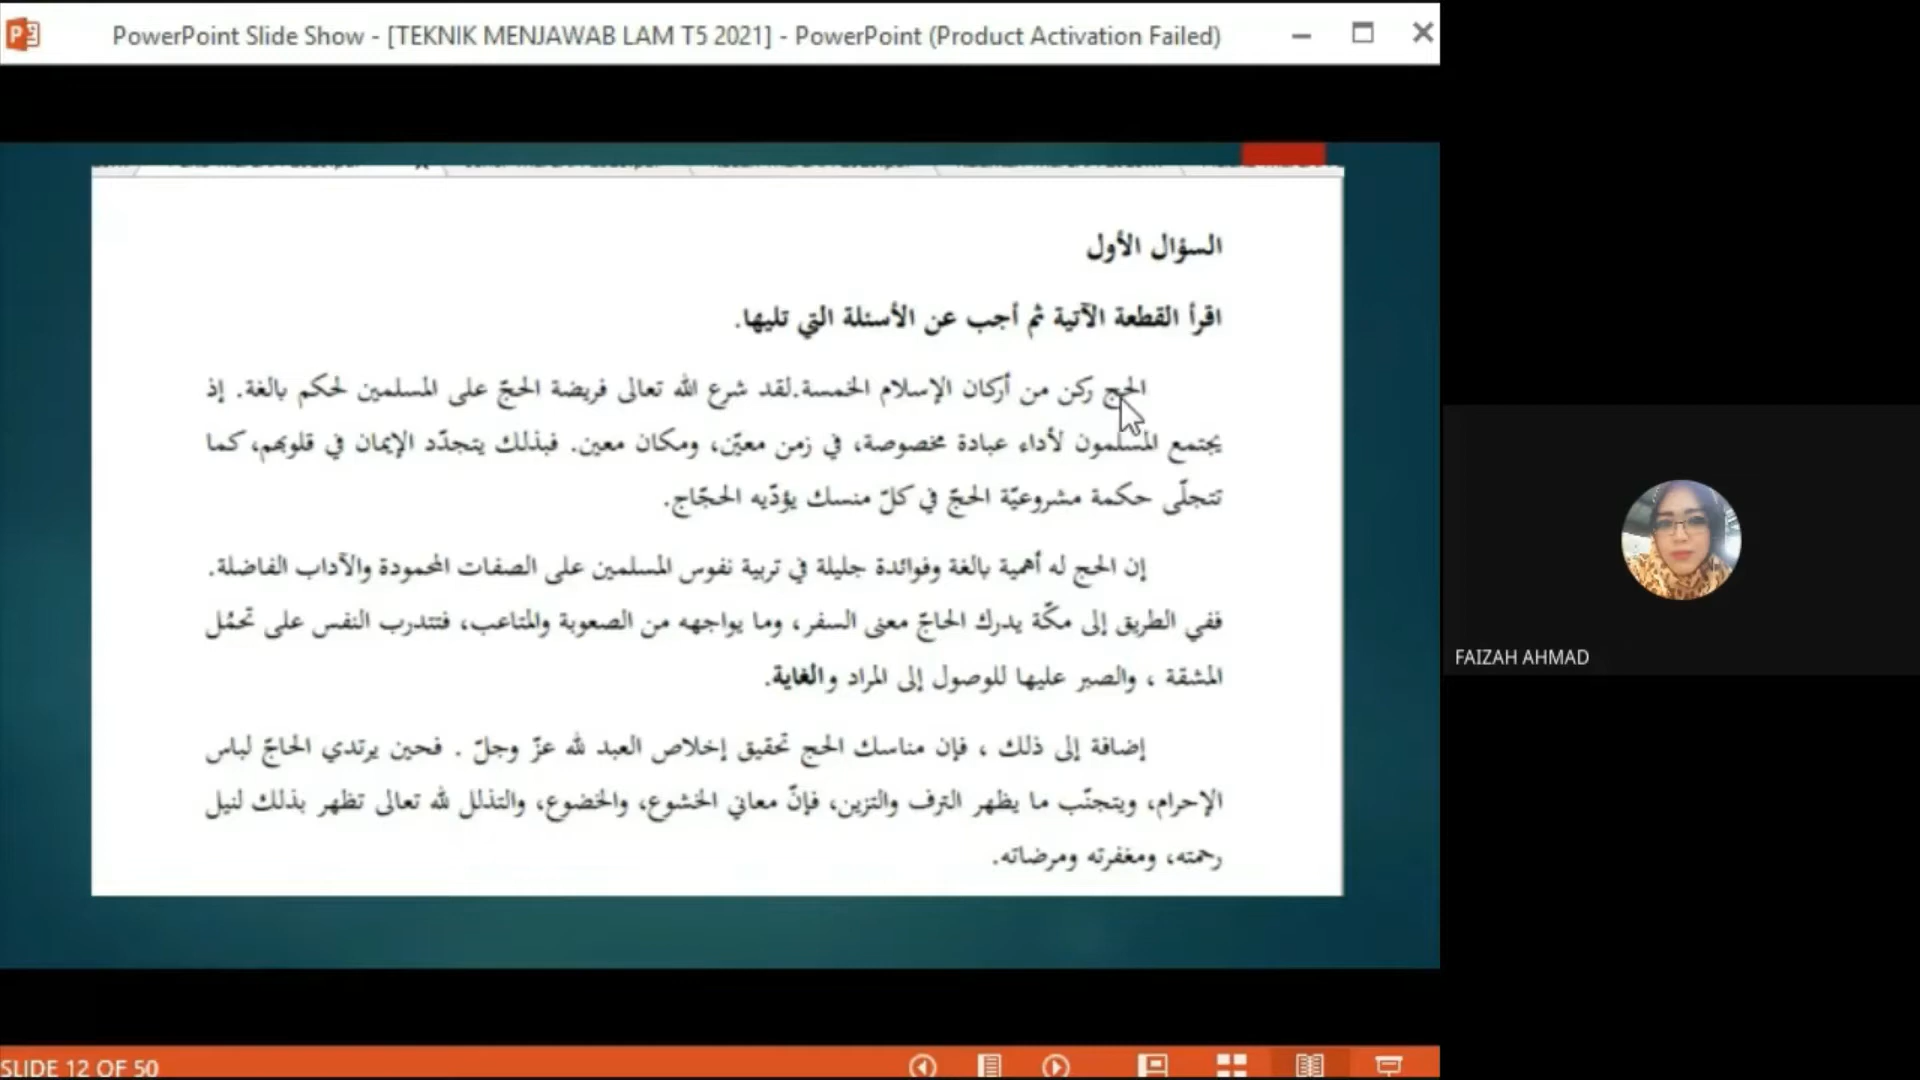 PowerPoint Slide Show - [TEKNIK MENJAWAB LAM T5 2021] - PowerPoint (Product Activation Failed)
السؤال الأول
اقرأ القطعة الآتية ثم أجب عن الأسئلة التي تليها.
الحج ركن من أركان الإسلام الخمسة.لقد شرع الله تعالى فريضة الحجّ على المسلمين لحكم بالغة. إذ
يجتمع المسلمون لأداء عبادة مخصوصة، في زمن معيّن، ومكان معين. فبذلك يتجدّد الإيمان في قلوبهم، كما
تتجلّى حكمة مشروعيّة الحجّ في كلّ منسك يؤدّيه الحجّاج.
إن الحج له أهمية بالغة وفوائدة جليلة في تربية نفوس المسلمين على الصفات المحمودة والآداب الفاضلة.
ففي الطريق إلى مكّة يدرك الحاجّ معنى السفر، وما يواجهه من الصعوبة والمتاعب، فتتدرب النفس على تحمُل
المشقة ، والصبر عليها للوصول إلى المراد والغاية.
إضافة إلى ذلك ، فإن مناسك الحج تحقيق إخلاص العبد لله عزّ وجلّ . فحين يرتدي الحاجّ لباس
الإحرام، ويتجنّب ما يظهر الترف والتزين، فإنّ معاني الخشوع، والخضوع، والتذلل لله تعالى تظهر بذلك لنيل
رحمته، ومغفرته ومرضاته.
FAIZAH AHMAD
SLIDE 12 OF 50